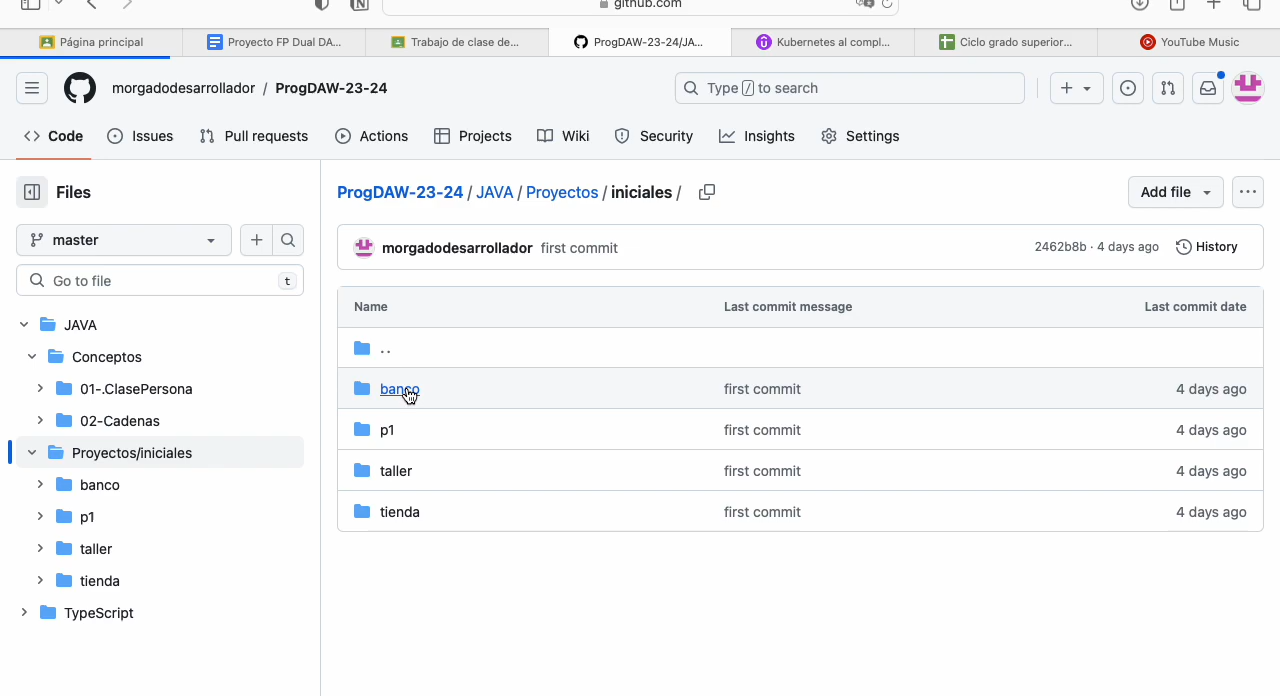 github.com
Página principal
Proyecto FP Dual DA...
Trabajo de clase de...
ProgDAW-23-24/JA...
Kubernetes al compl...
Ciclo grado superior...
YouTube Music
morgadodesarrollador / ProgDAW-23-24
Type / to search
Code
Issues
Pull requests
Actions
Projects
Wiki
Security
Insights
Settings
Files
master
Go to file
t
JAVA
Conceptos
01-.ClasePersona
02-Cadenas
Proyectos/iniciales
banco
p1
taller
tienda
TypeScript
ProgDAW-23-24 / JAVA / Proyectos / iniciales /
Add file
morgadodesarrollador first commit
2462b8b · 4 days ago
History
Name Last commit message Last commit date
..
banco first commit 4 days ago
p1 first commit 4 days ago
taller first commit 4 days ago
tienda first commit 4 days ago